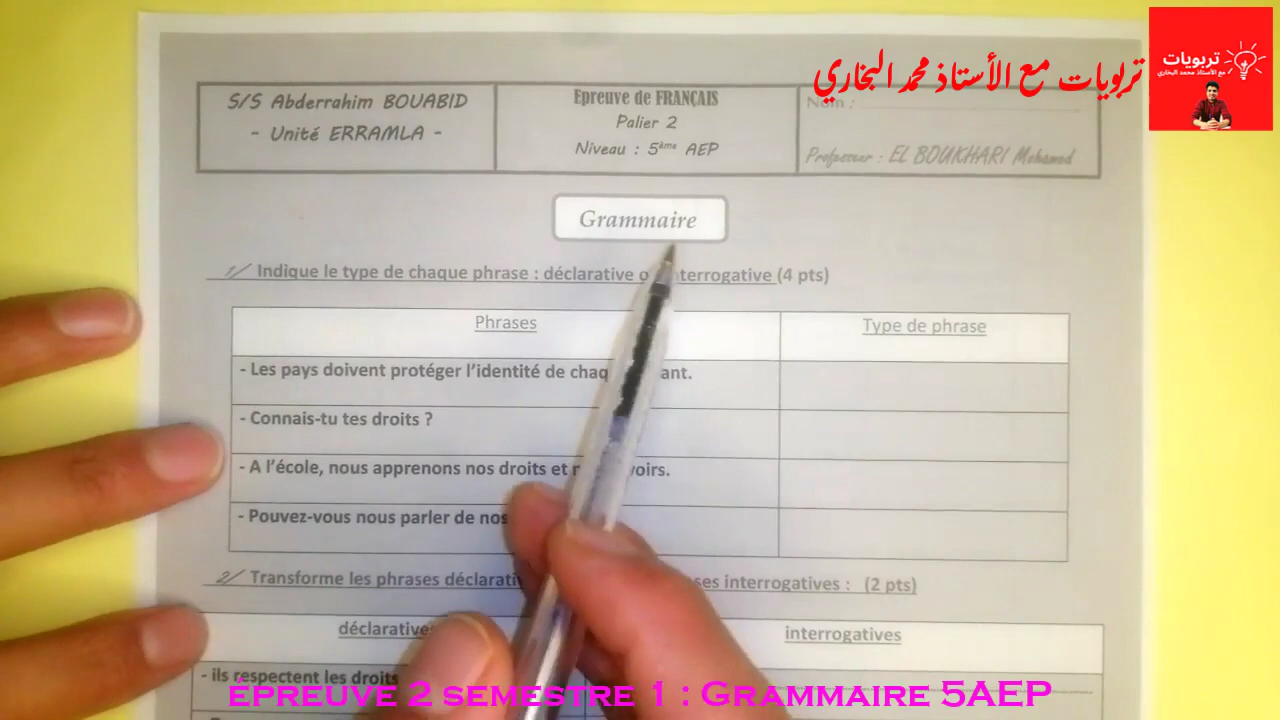 تربويات مع الأستاذ محمد البخاري
تربويات
مع الأستاذ محمد البخاري
S/S Abderrahim BOUABID
- Unité ERRAMLA -
Epreuve de FRANÇAIS
Palier 2
Niveau : 5ème AEP
Nom :
Professeur : EL BOUKHARI Mohamed
Grammaire
1/ Indique le type de chaque phrase : déclarative interrogative (4 pts)
Phrases
Type de phrase
- Les pays doivent protéger l'identité de
- Connais-tu tes droits ?
- A l'école, nous apprenons nos droits et
- Pouvez-vous nous parler de nos
2/ Transforme les phrases interrogatives : (2 pts)
interrogatives
- ils respectent les droits
épreuve 2 semestre 1 : Grammaire 5AEP